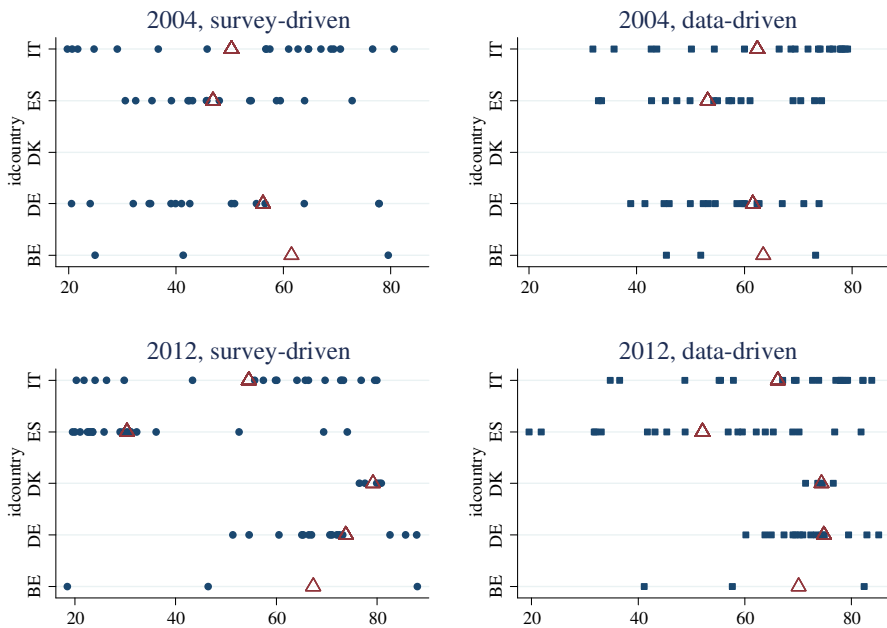 2004, survey-driven
idcountry
IT
ES
DK
DE
BE
20 40 60 80
2004, data-driven
idcountry
IT
ES
DK
DE
BE
20 40 60 80
2012, survey-driven
idcountry
IT
ES
DK
DE
BE
20 40 60 80
2012, data-driven
idcountry
IT
ES
DK
DE
BE
20 40 60 80